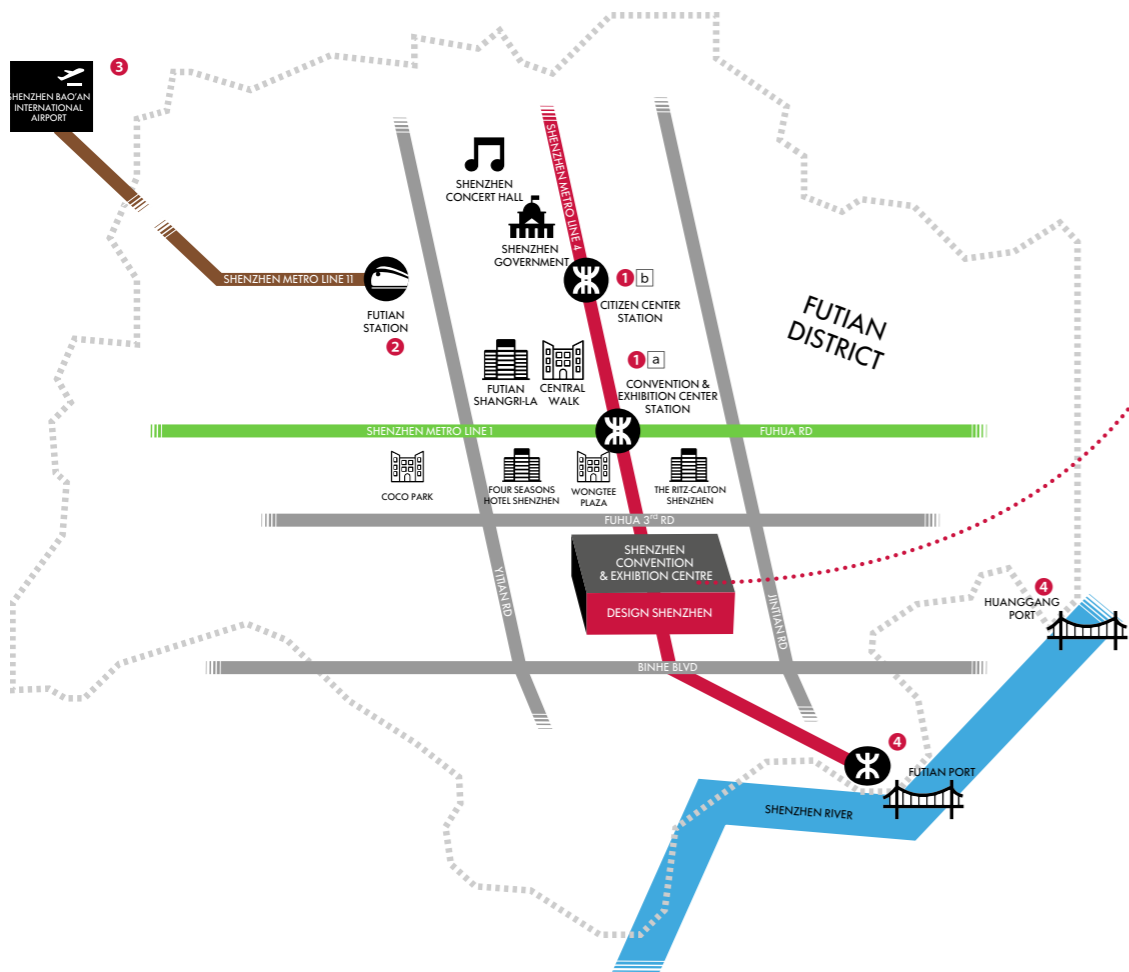 3
SHENZHEN BAO'AN
INTERNATIONAL
AIRPORT
SHENZHEN METRO LINE 4
SHENZHEN
CONCERT HALL
SHENZHEN
GOVERNMENT
SHENZHEN METRO LINE 11
1 b
CITIZEN CENTER
STATION
FUTIAN
STATION
2
FUTIAN
DISTRICT
1 a
CONVENTION &
EXHIBITION CENTER
STATION
FUTIAN
SHANGRI-LA
CENTRAL
WALK
SHENZHEN METRO LINE 1
FUHUA RD
COCO PARK
FOUR SEASONS
HOTEL SHENZHEN
WONGTEE
PLAZA
THE RITZ-CALTON
SHENZHEN
FUHUA 3rd RD
SHENZHEN
CONVENTION
& EXHIBTION CENTRE
DESIGN SHENZHEN
YITIAN RD
JINTIAN RD
4
HUANGGANG
PORT
BINHE BLVD
4
FUTIAN PORT
SHENZHEN RIVER